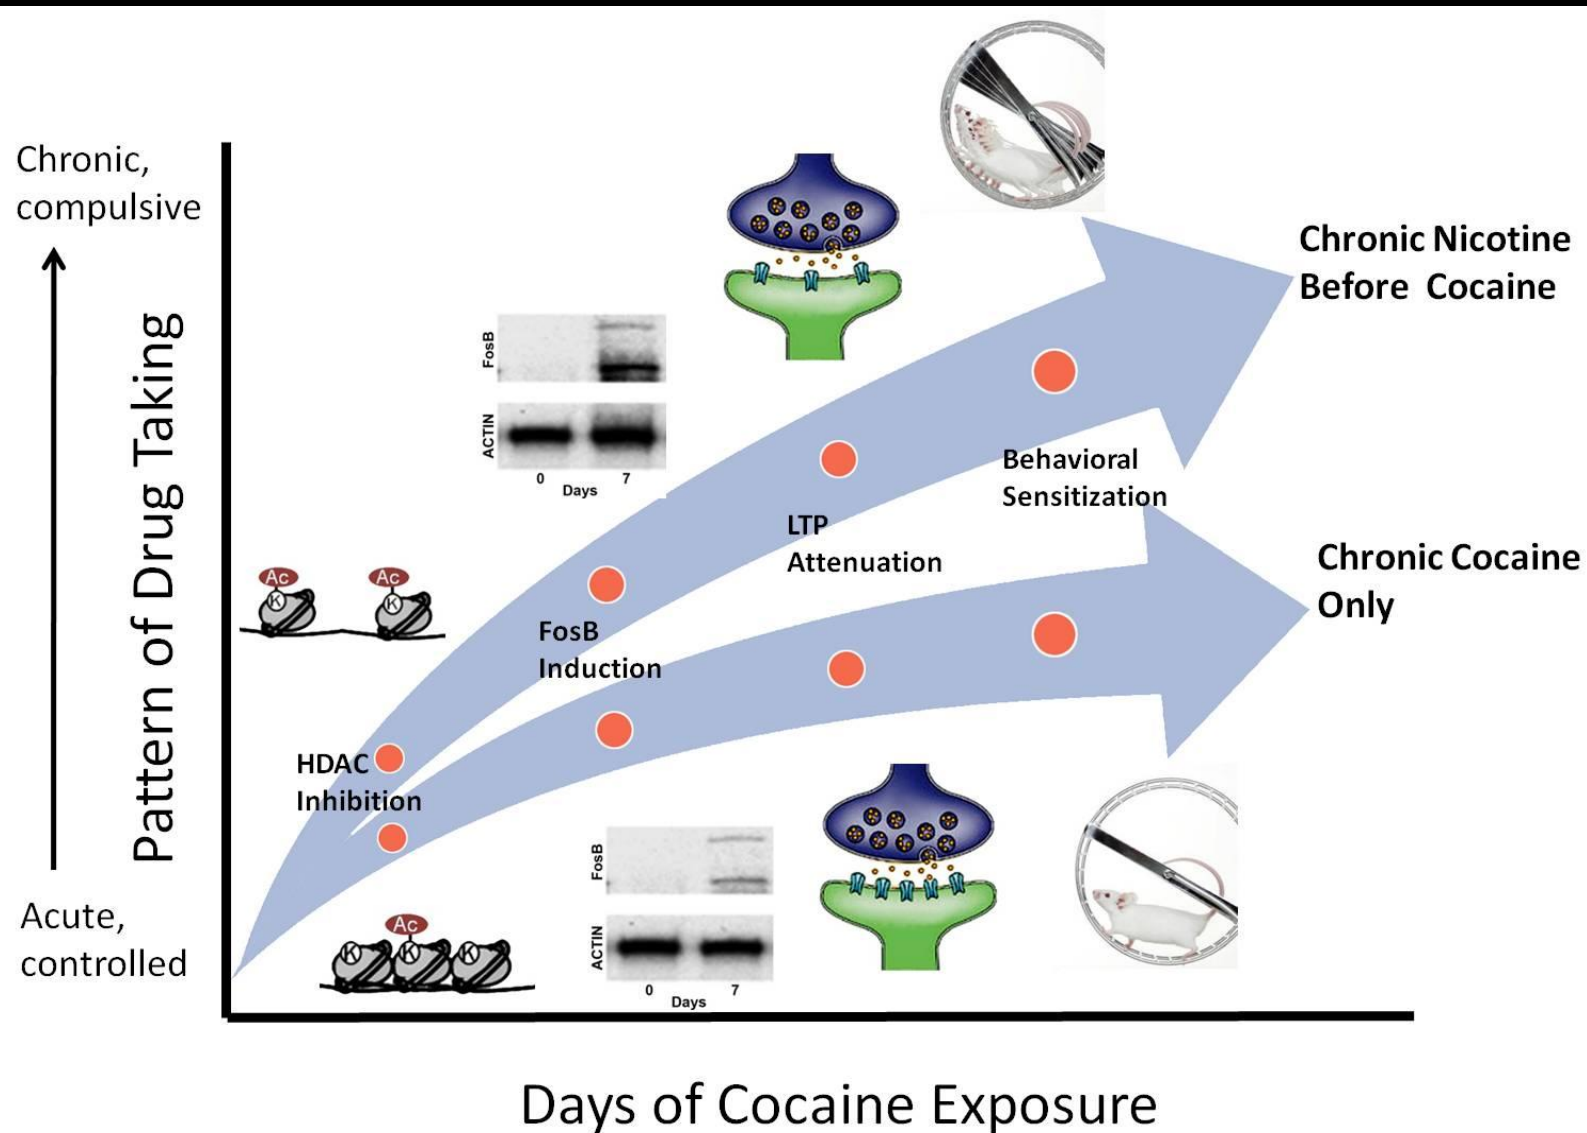 Chronic,
compulsive
Pattern of Drug Taking
Acute,
controlled
Chronic Nicotine
Before Cocaine
FosB
ACTIN
0 7
Days
Behavioral
Sensitization
LTP
Attenuation
Chronic Cocaine
Only
Ac Ac
K K
FosB
Induction
HDAC
Inhibition
FosB
ACTIN
0 7
Days
Ac
K K K
Days of Cocaine Exposure